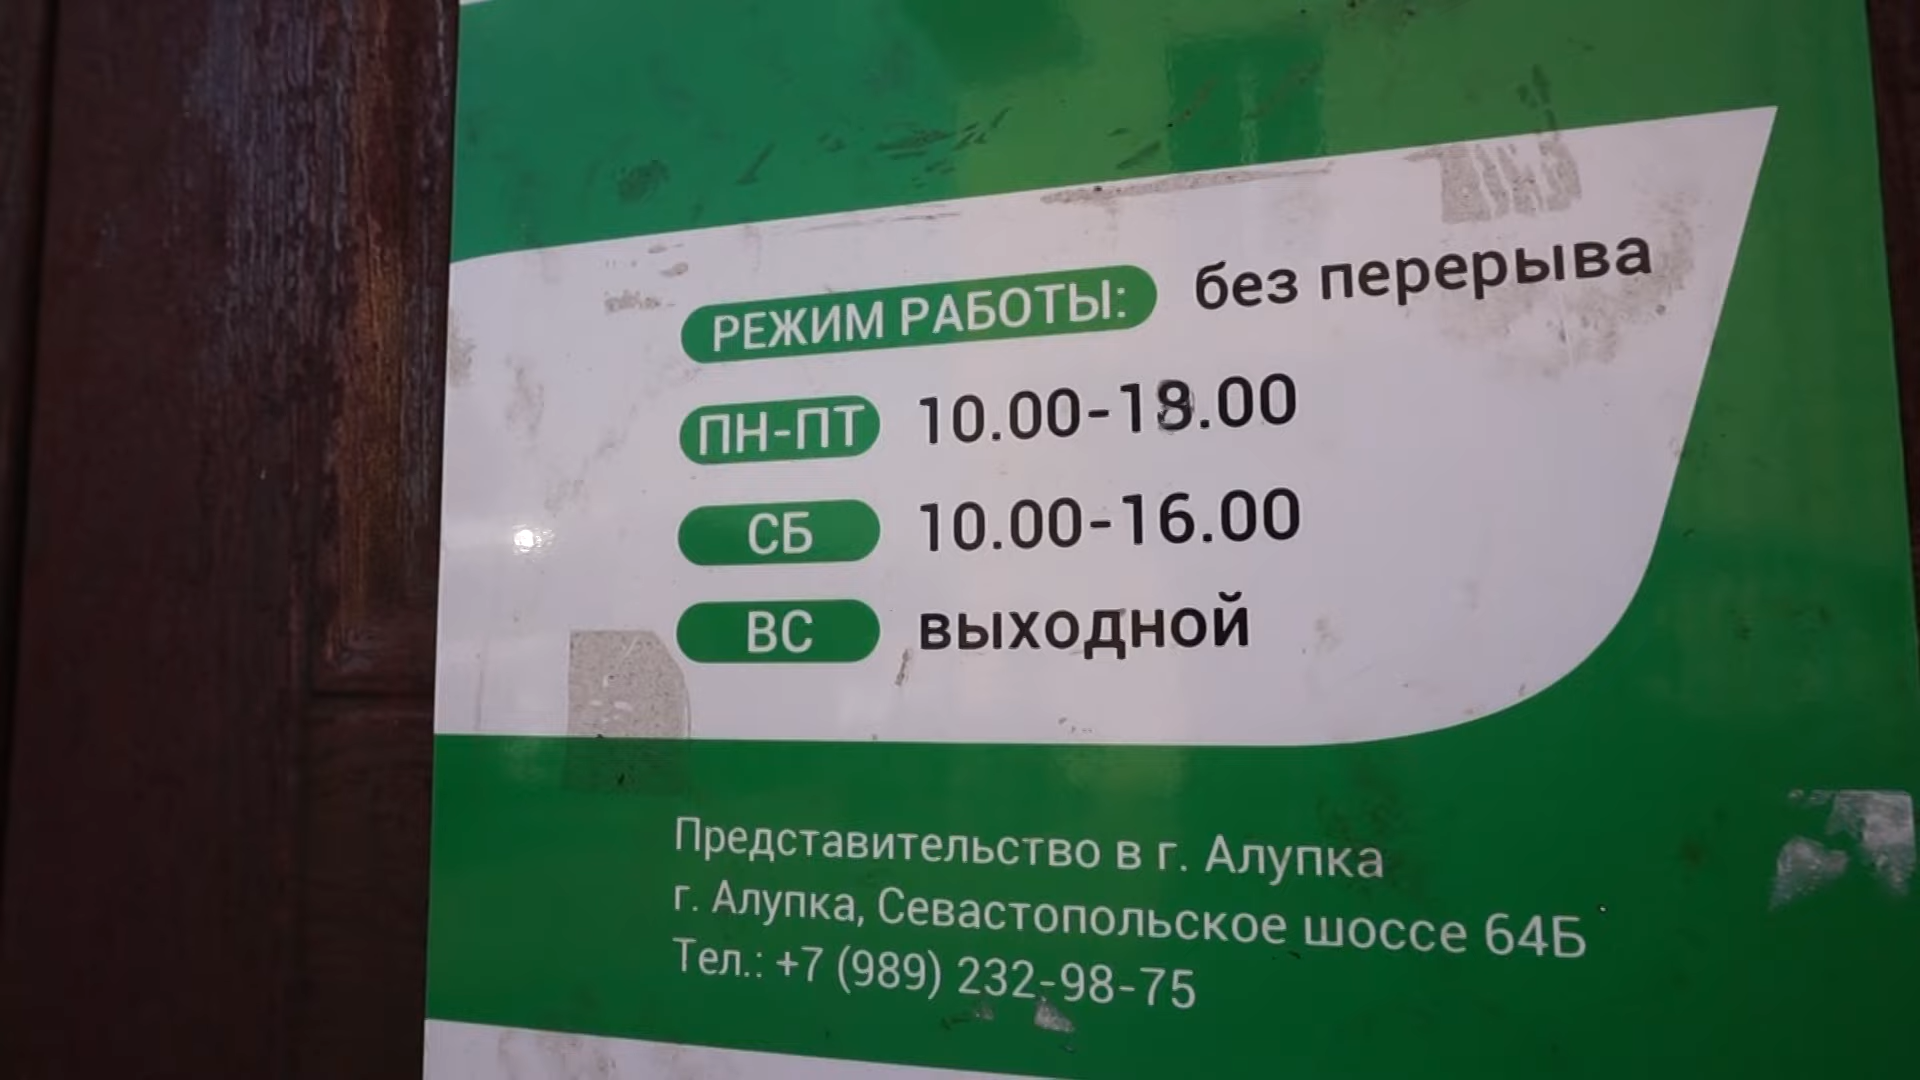 РЕЖИМ РАБОТЫ: без перерыва
ПН-ПТ 10.00-18.00
СБ 10.00-16.00
ВС выходной
Представительство в г. Алупка
г. Алупка, Севастопольское шоссе 64Б
Тел.: +7 (989) 232-98-75